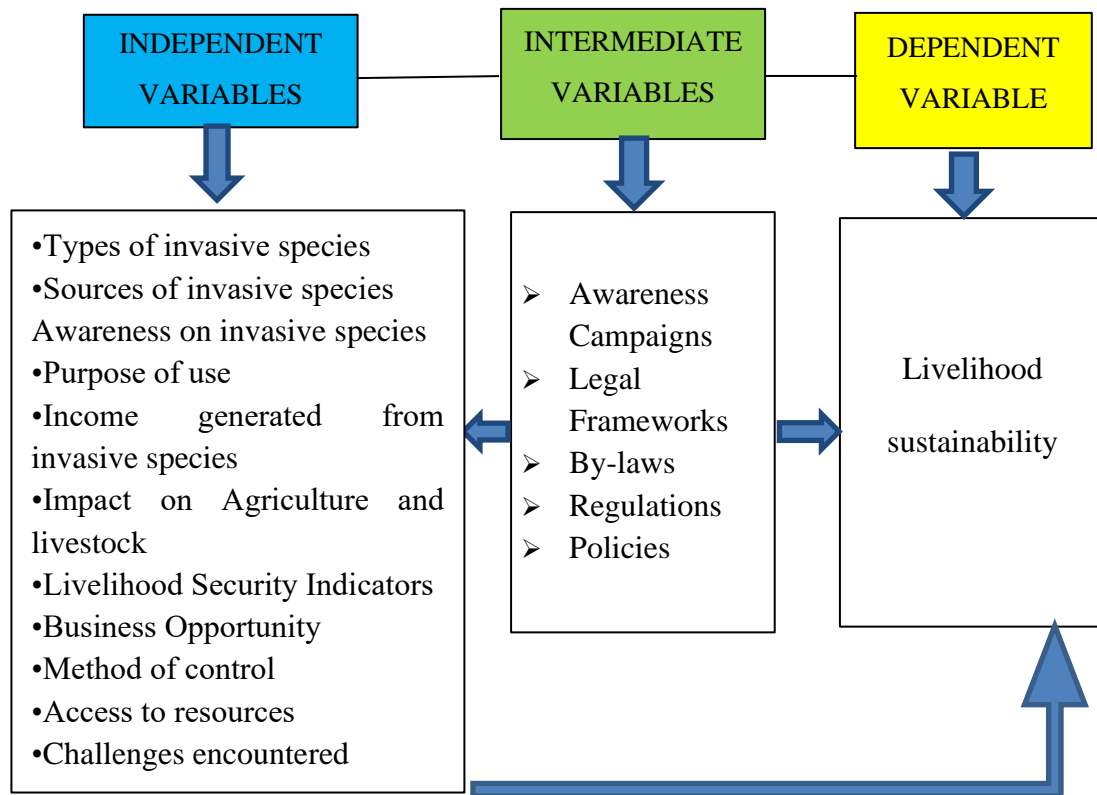 INDEPENDENT
VARIABLES
INTERMEDIATE
VARIABLES
DEPENDENT
VARIABLE
•Types of invasive species
•Sources of invasive species
Awareness on invasive species
•Purpose of use
•Income generated from
invasive species
•Impact on Agriculture and
livestock
•Livelihood Security Indicators
•Business Opportunity
•Method of control
•Access to resources
•Challenges encountered
➢ Awareness
Campaigns
➢ Legal
Frameworks
➢ By-laws
➢ Regulations
➢ Policies
Livelihood
sustainability